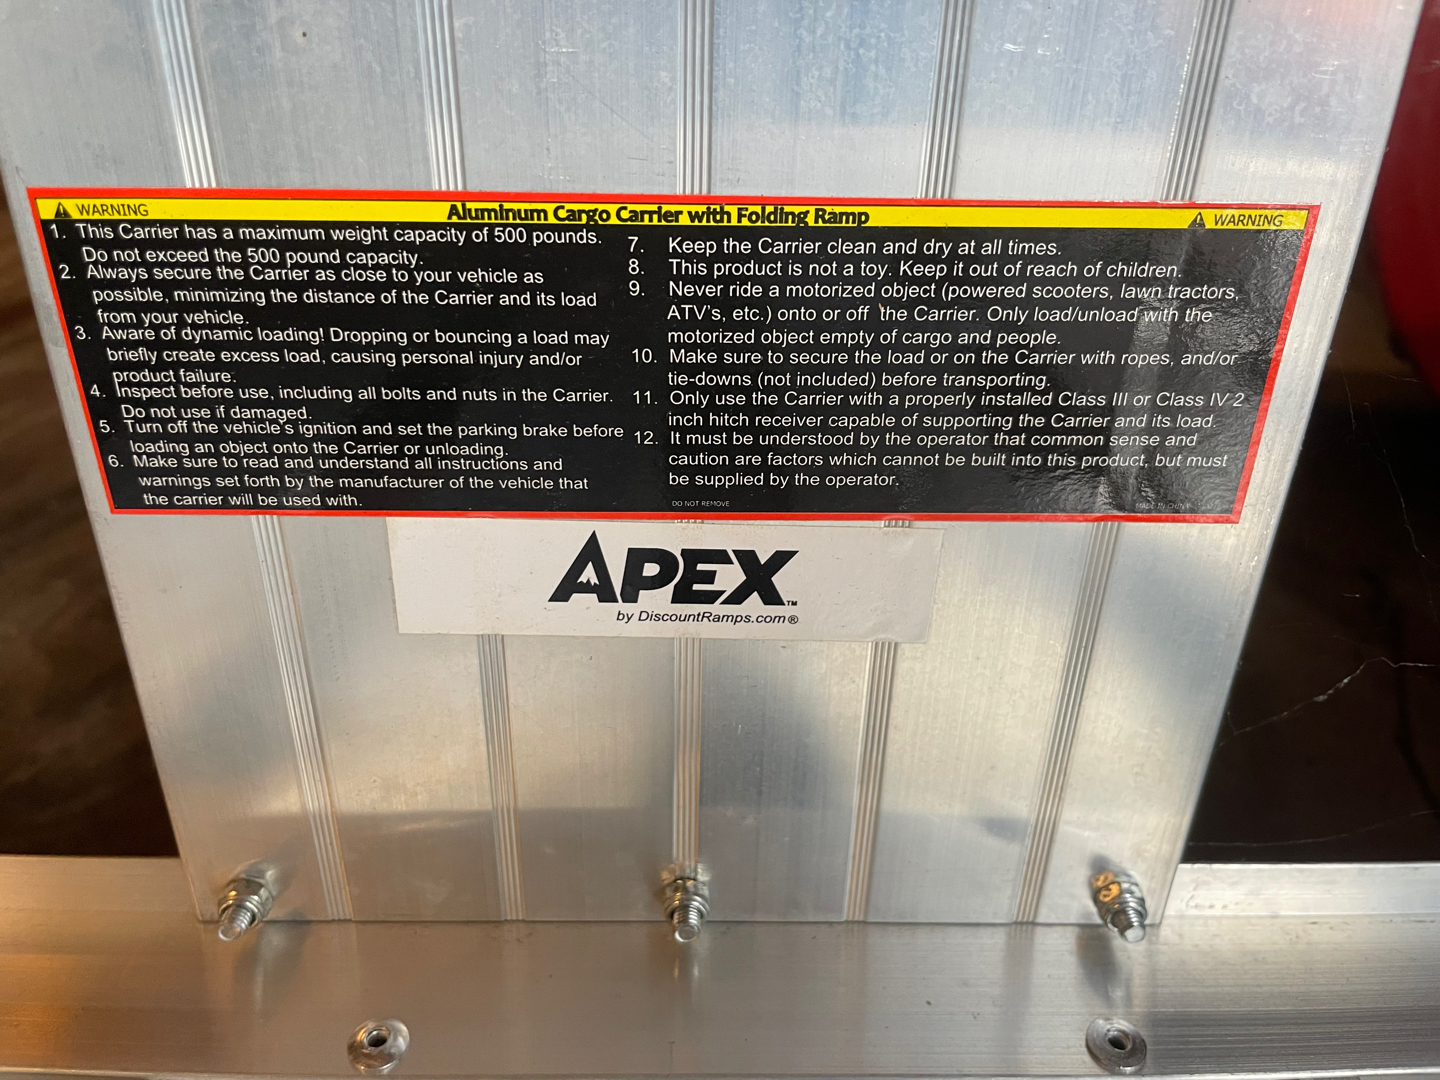 WARNING
Aluminum Cargo Carrier with Folding Ramp
WARNING
1. This Carrier has a maximum weight capacity of 500 pounds.
Do not exceed the 500 pound capacity.
2. Always secure the Carrier as close to your vehicle as
possible, minimizing the distance of the Carrier and its load
from your vehicle.
3. Aware of dynamic loading! Dropping or bouncing a load may
briefly create excess load, causing personal injury and/or
product failure.
4. Inspect before use, including all bolts and nuts in the Carrier.
Do not use if damaged.
5. Turn off the vehicle's ignition and set the parking brake before
loading an object onto the Carrier or unloading.
6. Make sure to read and understand all instructions and
warnings set forth by the manufacturer of the vehicle that
the carrier will be used with.
7. Keep the Carrier clean and dry at all times.
8. This product is not a toy. Keep it out of reach of children.
9. Never ride a motorized object (powered scooters, lawn tractors,
ATV's, etc.) onto or off the Carrier. Only load/unload with the
motorized object empty of cargo and people.
10. Make sure to secure the load or on the Carrier with ropes, and/or
tie-downs (not included) before transporting.
11. Only use the Carrier with a properly installed Class III or Class IV 2
inch hitch receiver capable of supporting the Carrier and its load.
12. It must be understood by the operator that common sense and
caution are factors which cannot be built into this product, but must
be supplied by the operator.
DO NOT REMOVE
MADE IN CHINA
APEX™
by DiscountRamps.com®